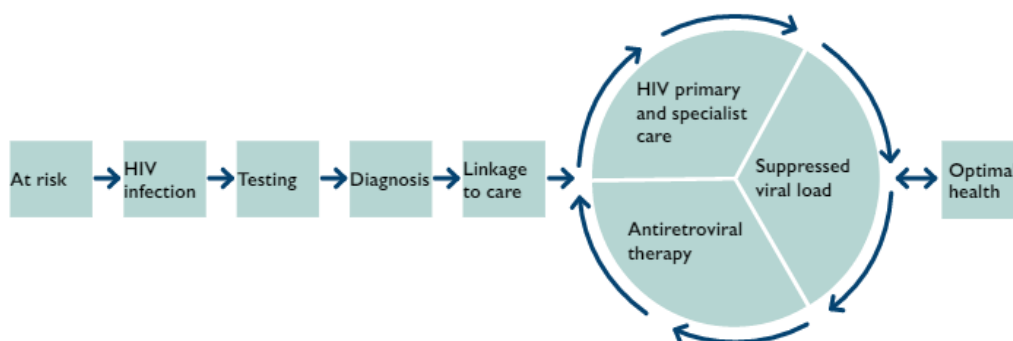 At risk
HIV
infection
Testing
Diagnosis
Linkage
to care
HIV primary
and specialist
care
Suppressed
viral load
Antiretroviral
therapy
Optimal
health